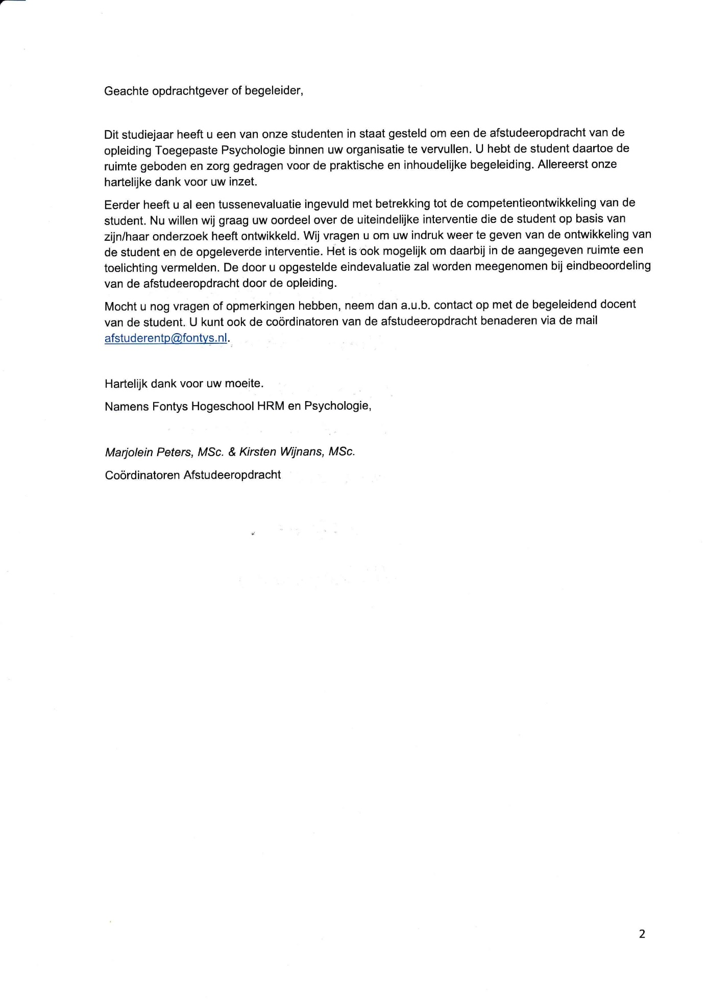 Geachte opdrachtgever of begeleider,
Dit studiejaar heeft u een van onze studenten in staat gesteld om een de afstudeeropdracht van de
opleiding Toegepaste Psychologie binnen uw organisatie te vervullen. U hebt de student daartoe de
ruimte geboden en zorg gedragen voor de praktische en inhoudelijke begeleiding. Allereerst onze
hartelijke dank voor uw inzet.
Eerder heeft u al een tussenevaluatie ingevuld met betrekking tot de competentieontwikkeling van de
student. Nu willen wij graag uw oordeel over de uiteindelijke interventie die de student op basis van
zijn/haar onderzoek heeft ontwikkeld. Wij vragen u om uw indruk weer te geven van de ontwikkeling van
de student en de opgeleverde interventie. Het is ook mogelijk om daarbij in de aangegeven ruimte een
toelichting vermelden. De door u opgestelde eindevaluatie zal worden meegenomen bij eindbeoordeling
van de afstudeeropdracht door de opleiding.
Mocht u nog vragen of opmerkingen hebben, neem dan a.u.b. contact op met de begeleidend docent
van de student. U kunt ook de coördinatoren van de afstudeeropdracht benaderen via de mail
afstuderentp@fontys.nl.
Hartelijk dank voor uw moeite.
Namens Fontys Hogeschool HRM en Psychologie,
Marjolein Peters, MSc. & Kirsten Wijnans, MSc.
Coördinatoren Afstudeeropdracht
2